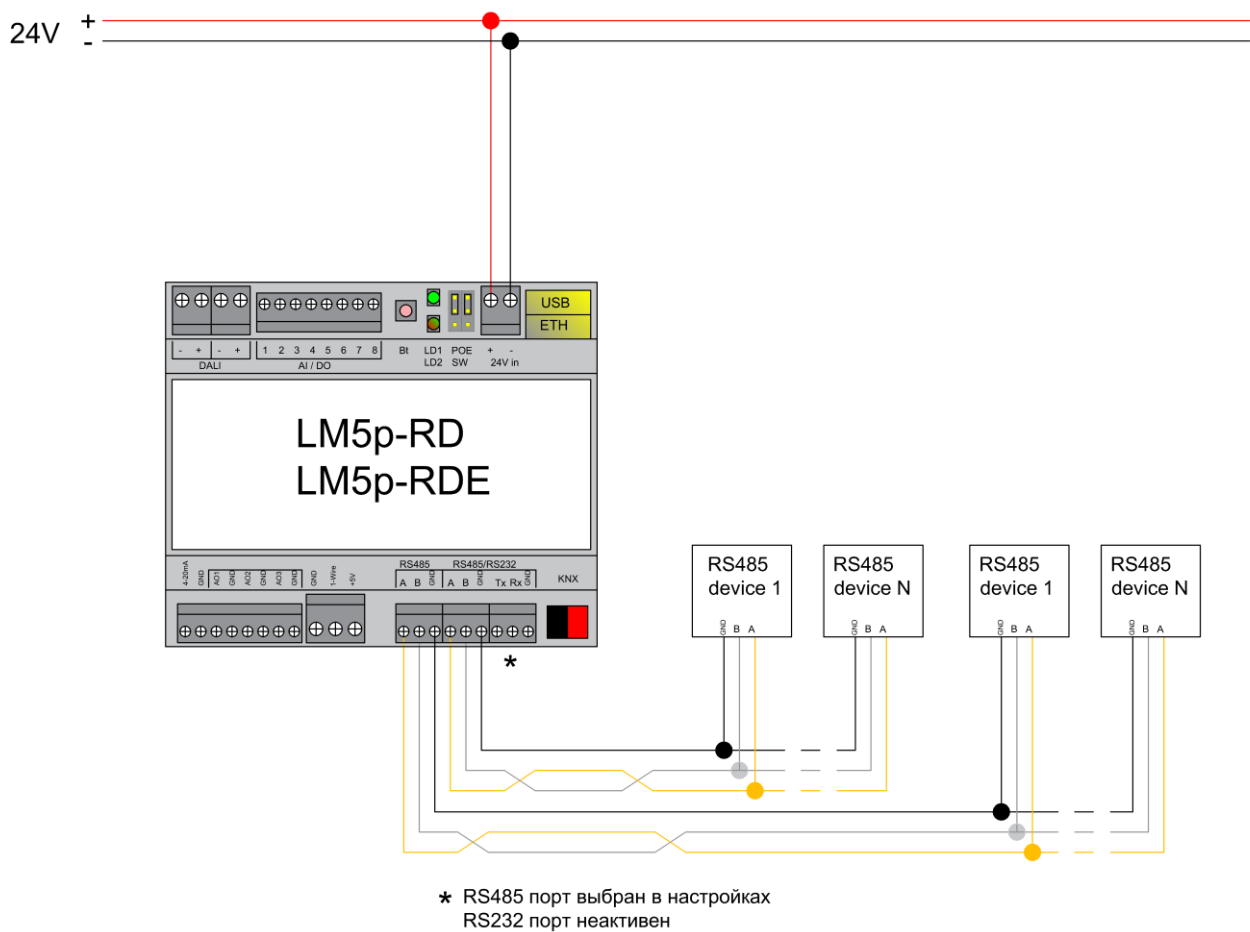 24V
+
-
USB
ETH
- + - +
DALI
1 2 3 4 5 6 7 8
AI / DO
Bt
LD1
LD2
POE
SW
+ -
24V in
LM5p-RD
LM5p-RDE
4-20mA
GND
AO1
GND
AO2
GND
AO3
GND
GND
1-Wire
+5V
RS485
A B GND
RS485/RS232
A B GND Tx Rx GND
KNX
*
RS485
device 1
GND B A
RS485
device N
GND B A
RS485
device 1
GND B A
RS485
device N
GND B A
* RS485 порт выбран в настройках
RS232 порт неактивен